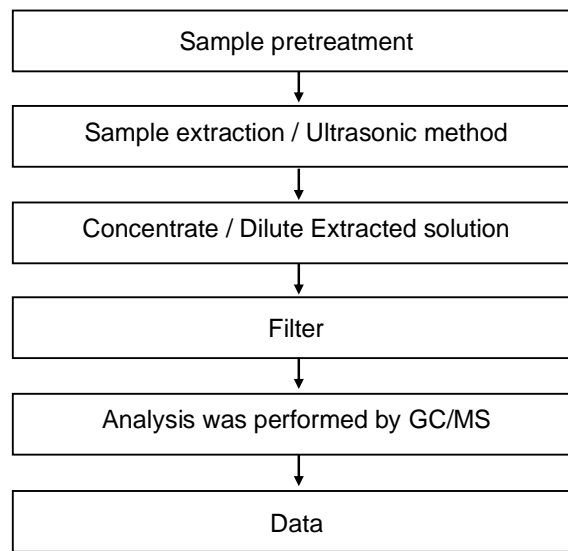 Sample pretreatment
Sample extraction / Ultrasonic method
Concentrate / Dilute Extracted solution
Filter
Analysis was performed by GC/MS
Data